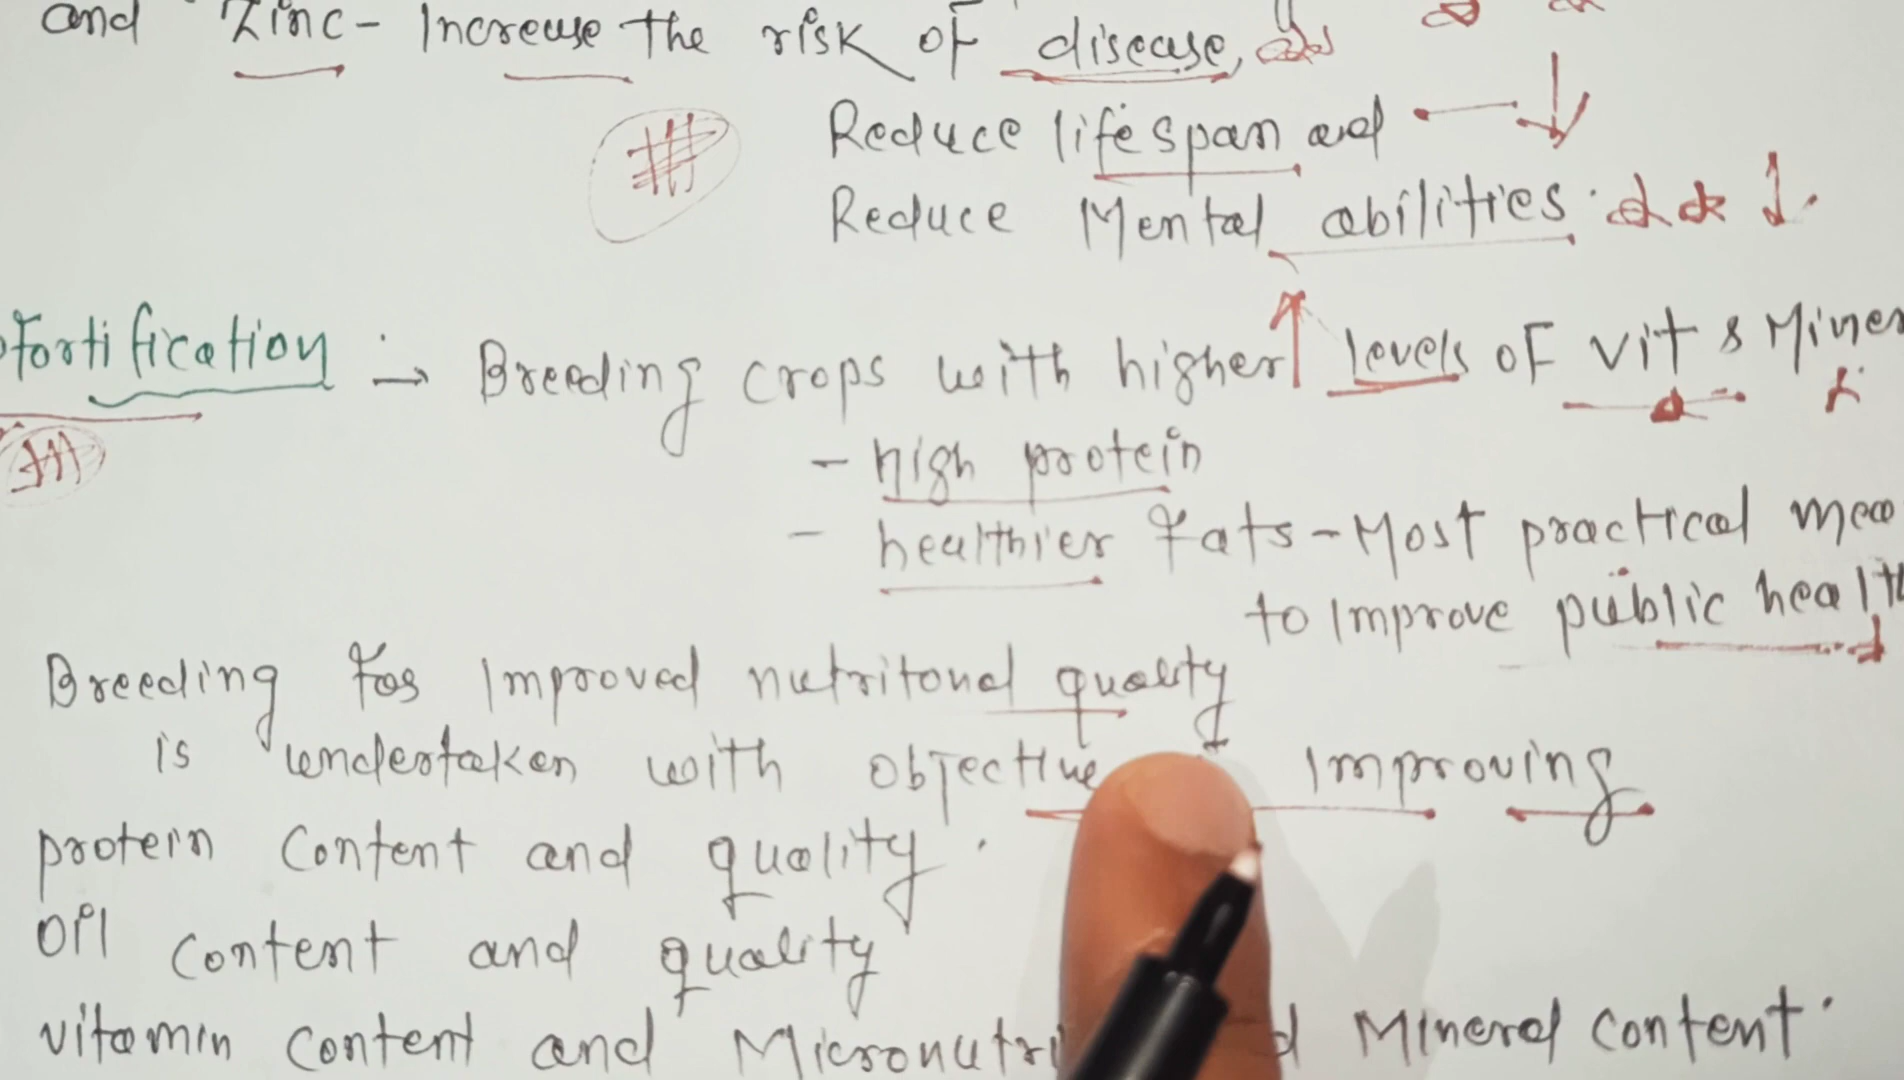 and Zinc - Increase the risk of disease,
Reduce lifespan and
Reduce Mental abilities.
fortification → Breeding crops with higher levels of vit & Miner
- high protein
- healthier fats - Most practical mea
to improve public health
Breeding for Improved nutritonal quality
is undertaken with objective Improving
protein content and quality.
Oil content and quality
vitamin content and Micronutri d Mineral content.